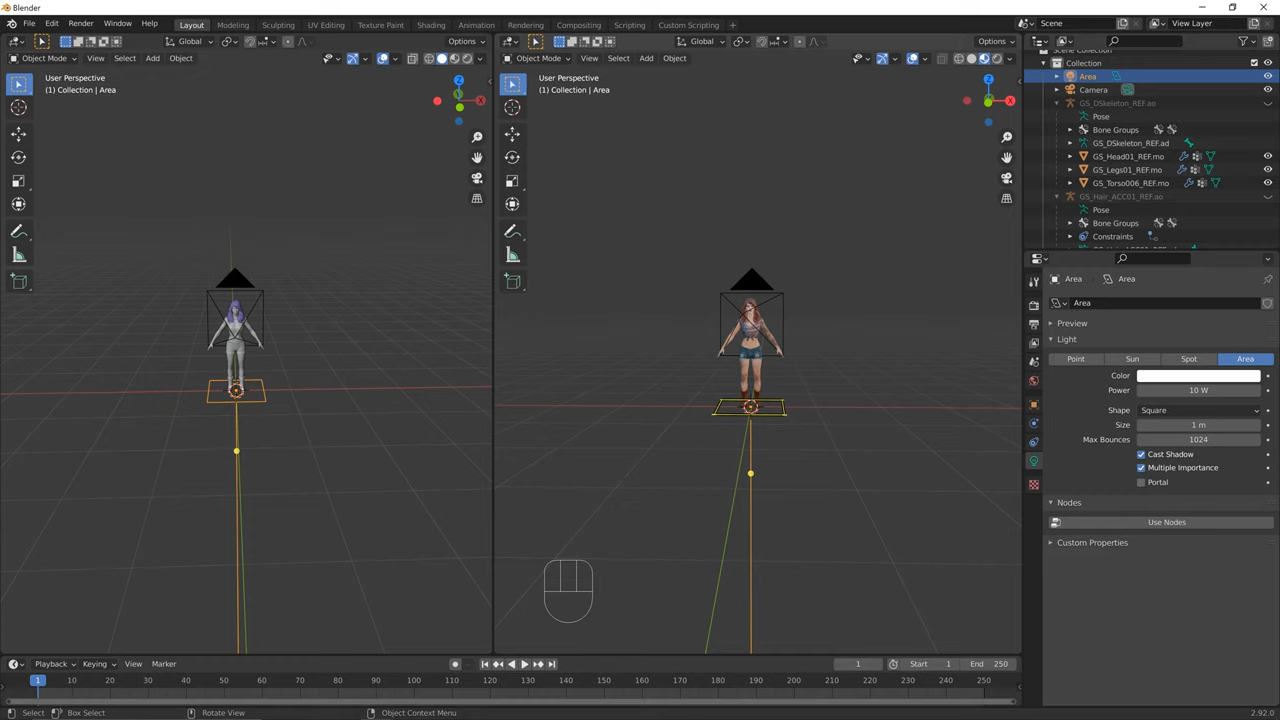 Blender
File Edit Render Window Help Layout Modeling Sculpting UV Editing Texture Paint Shading Animation Rendering Compositing Scripting Custom Scripting Scene View Layer
Global Options Global Options
Object Mode View Select Add Object Object Mode View Select Add Object
User Perspective
(1) Collection | Area
Z
X
User Perspective
(1) Collection | Area
Z
X
Scene Collection
Collection
Area
Camera
GS_DSkeleton_REF.ao
Pose
Bone Groups
GS_DSkeleton_REF.ad
GS_Head01_REF.mo
GS_Legs01_REF.mo
GS_Torso006_REF.mo
GS_Hair_ACC01_REF.ao
Pose
Bone Groups
Constraints
Area Area
Area
Preview
Light
Point Sun Spot Area
Color
Power 10 W
Shape Square
Size 1 m
Max Bounces 1024
Cast Shadow
Multiple Importance
Portal
Nodes
Use Nodes
Custom Properties
Playback Keying View Marker 1 Start 1 End 250
1 10 20 30 40 50 60 70 80 90 100 110 120 130 140 150 160 170 180 190 200 210 220 230 240 250
Select Box Select Rotate View Object Context Menu 2.92.0